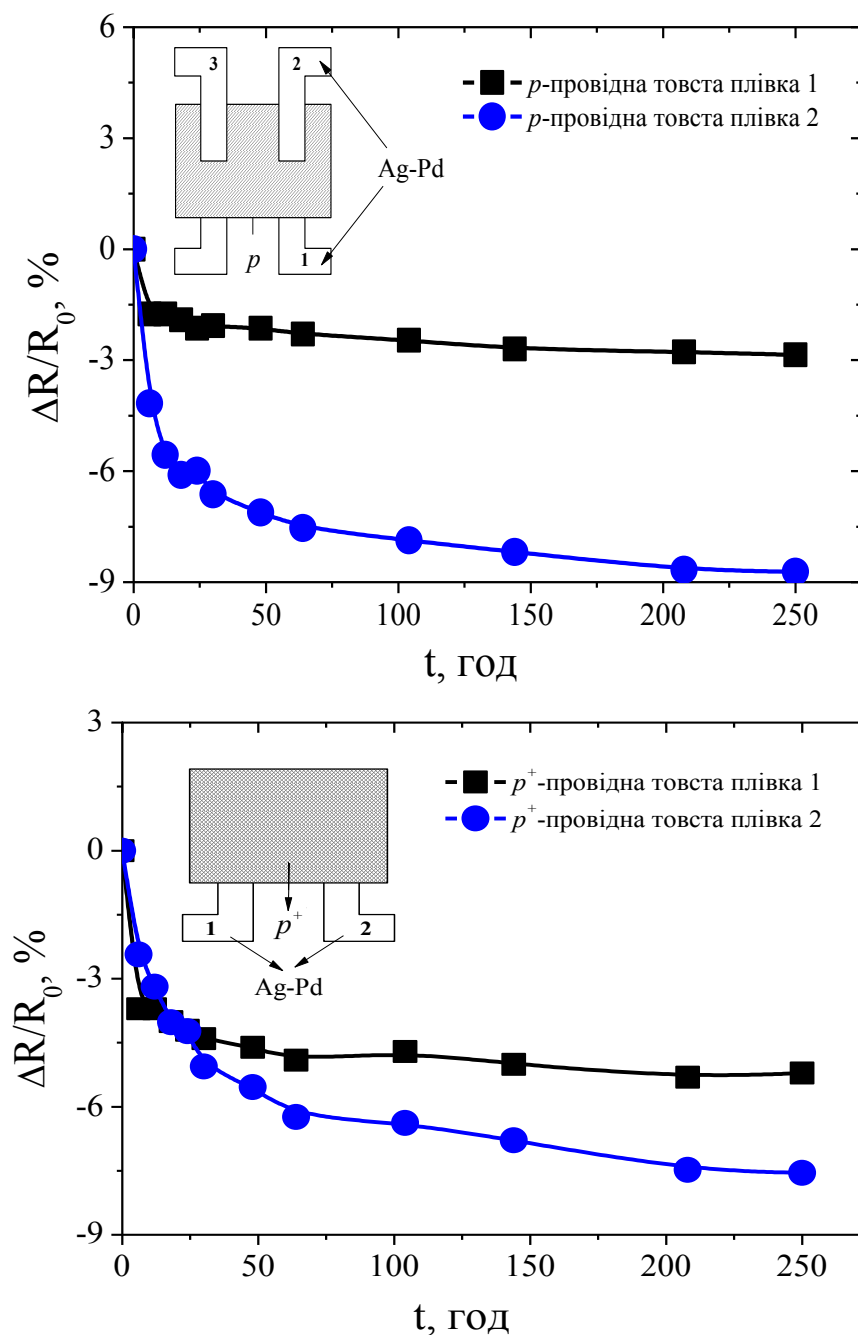 6
3
0
-3
-6
-9
ΔR/R₀, %
3
2
1
p
Ag-Pd
p-провідна товста плівка 1
p-провідна товста плівка 2
0
50
100
150
200
250
t, год
3
0
-3
-6
-9
ΔR/R₀, %
1
p⁺
2
Ag-Pd
p⁺-провідна товста плівка 1
p⁺-провідна товста плівка 2
0
50
100
150
200
250
t, год